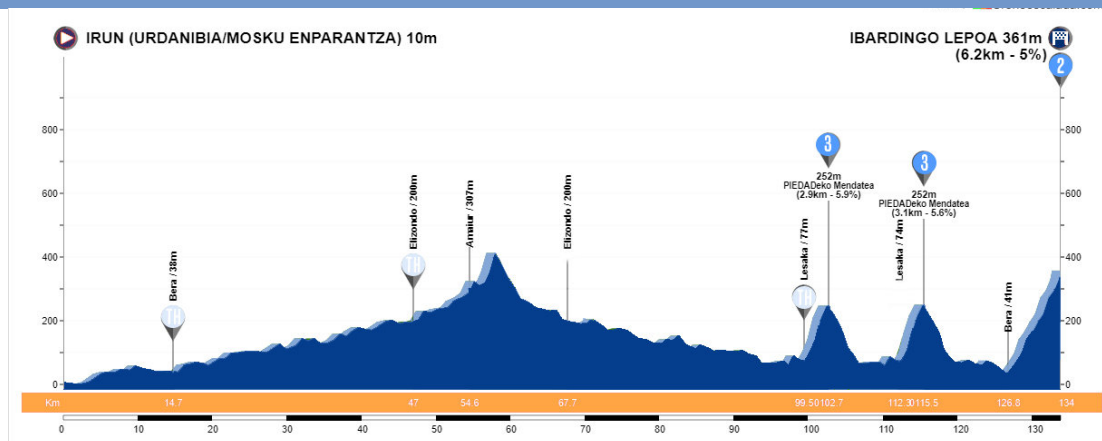 IRUN (URDANIBIA/MOSKU ENPARANTZA) 10m
IBARDINGO LEPOA 361m
(6.2km - 5%)
2
800
600
400
200
0
800
600
400
200
0
Bera / 38m
TH
Elizondo / 200m
TH
Amaiur / 307m
Elizondo / 200m
Lesaka / 77m
TH
3
252m
PIEDADeko Mendatea
(2.9km - 5.9%)
Lesaka / 74m
3
252m
PIEDADeko Mendatea
(3.1km - 5.6%)
Bera / 41m
Km 14.7 47 54.6 67.7 99.50 102.7 112.30 115.5 126.8 134
0 10 20 30 40 50 60 70 80 90 100 110 120 130